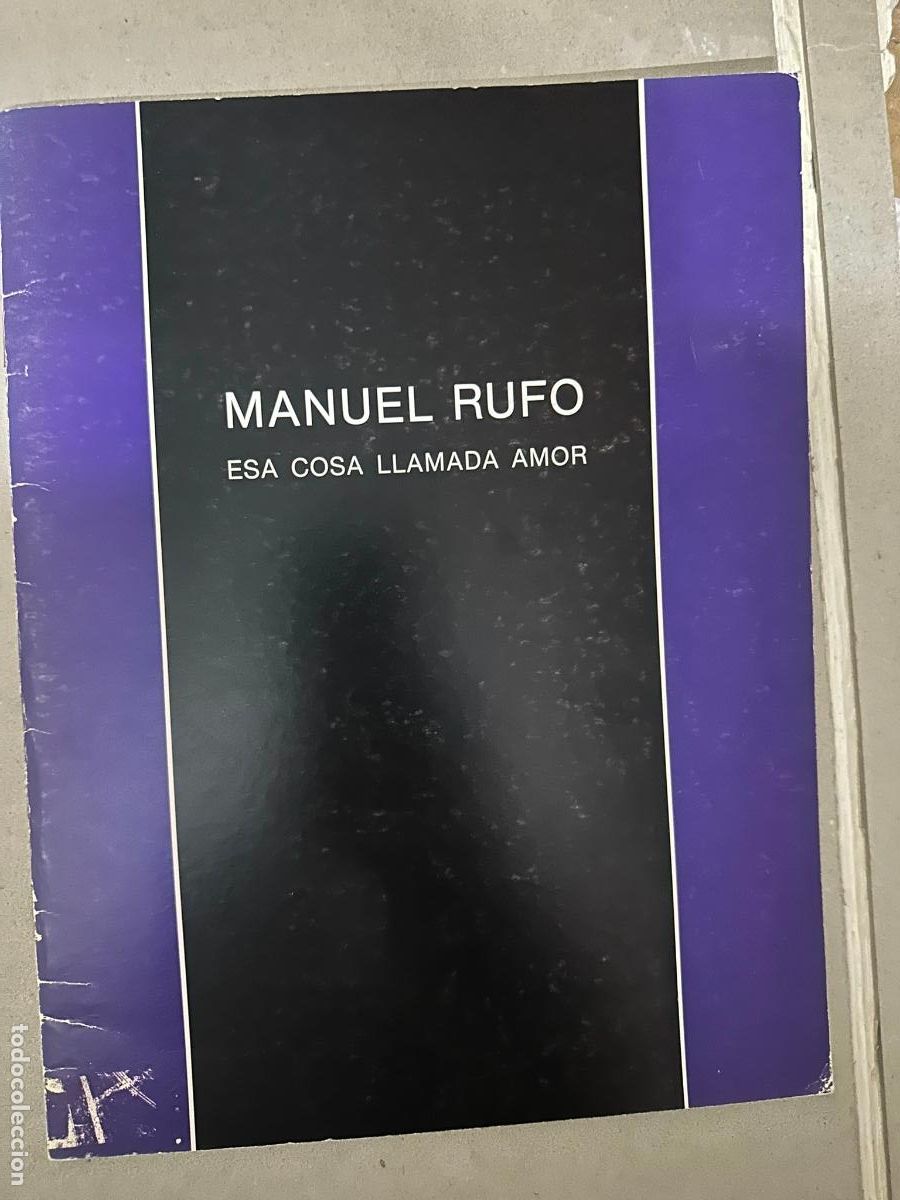 MANUEL RUFO
ESA COSA LLAMADA AMOR
todocoleccion